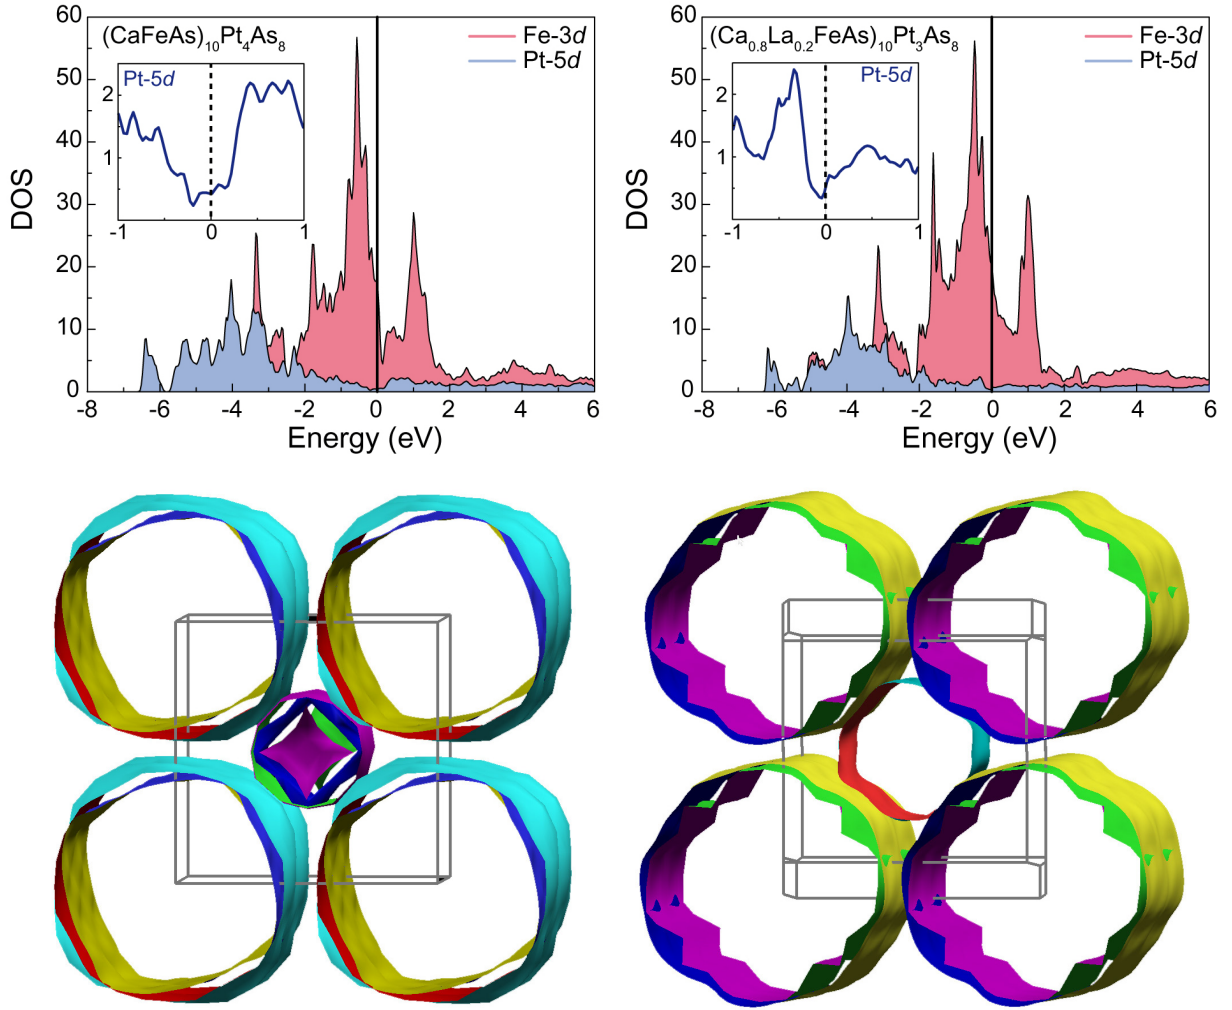 60
50
40
30
20
10
0
DOS
(CaFeAs)₁₀Pt₄As₈
Fe-3d
Pt-5d
Pt-5d
2
1
-1 0 1
-8 -6 -4 -2 0 2 4 6
Energy (eV)
60
50
40
30
20
10
0
DOS
(Ca₀.₈La₀.₂FeAs)₁₀Pt₃As₈
Fe-3d
Pt-5d
Pt-5d
2
1
-1 0 1
-8 -6 -4 -2 0 2 4 6
Energy (eV)